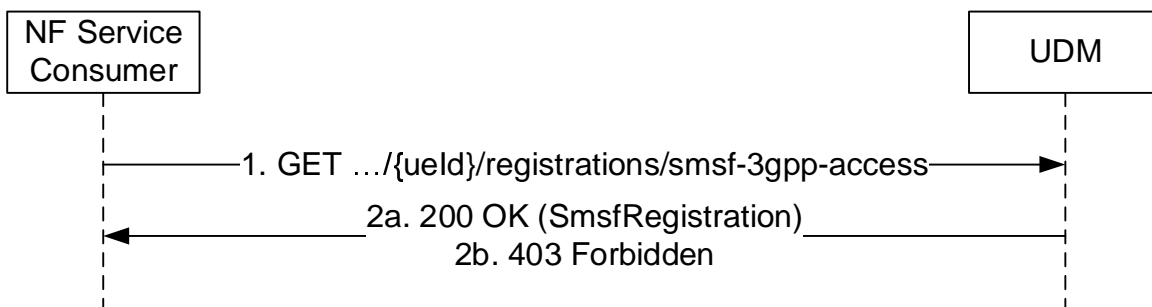 NF Service
Consumer
UDM
1. GET …/{ueId}/registrations/smsf-3gpp-access
2a. 200 OK (SmsfRegistration)
2b. 403 Forbidden